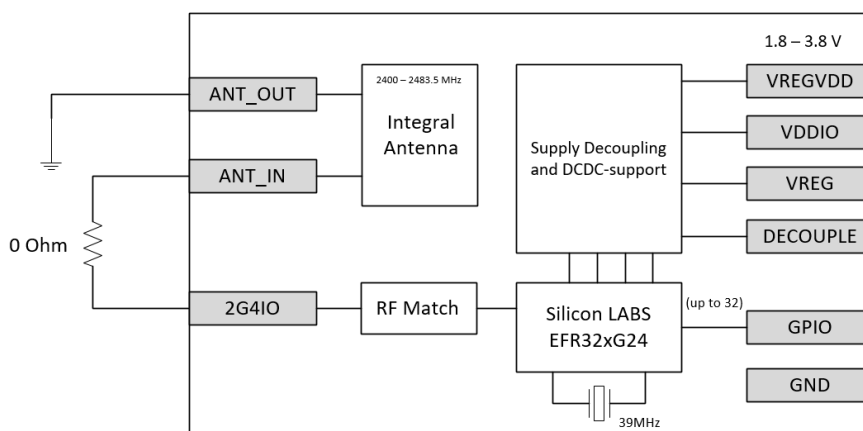 1.8 – 3.8 V
ANT_OUT
2400 – 2483.5 MHz
Integral
Antenna
VREGVDD
VDDIO
Supply Decoupling
and DCDC-support
ANT_IN
VREG
DECOUPLE
0 Ohm
2G4IO
RF Match
Silicon LABS
EFR32xG24
(up to 32)
GPIO
GND
39MHz